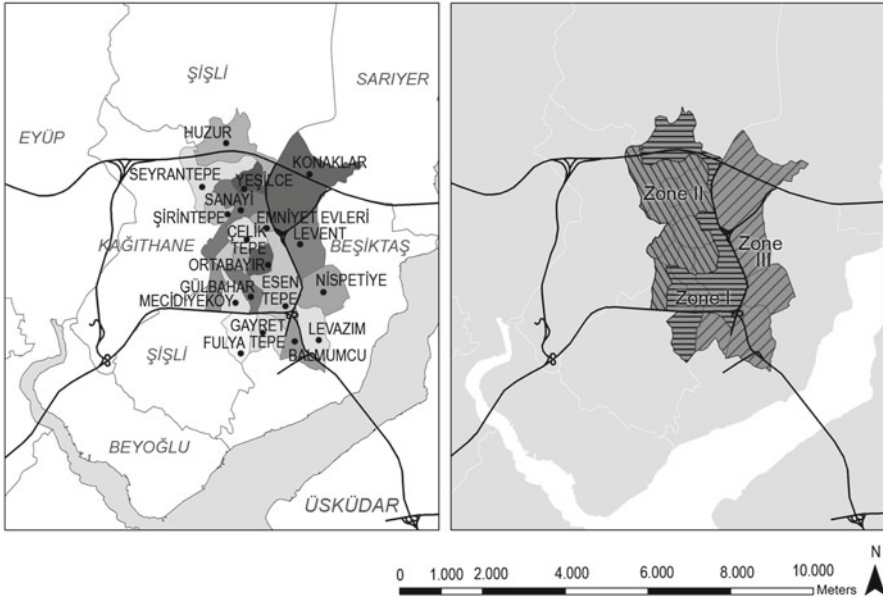 ŞİŞLİ
SARIYER
EYÜP
HUZUR
KONAKLAR
SEYRANTEPE
YEŞİLCE
SANAYİ
ŞİRİNTEPE
EMNİYET EVLERİ
KAĞITHANE
ÇELİK
TEPE
LEVENT
BEŞİKTAŞ
ORTABAYIR
GÜLBAHAR
ESEN
TEPE
NİSPETİYE
MECİDİYEKÖY
GAYRET
TEPE
LEVAZIM
FULYA
BALMUMCU
ŞİŞLİ
BEYOĞLU
ÜSKÜDAR
Zone II
Zone
III
Zone I
N
0 1.000 2.000 4.000 6.000 8.000 10.000
Meters